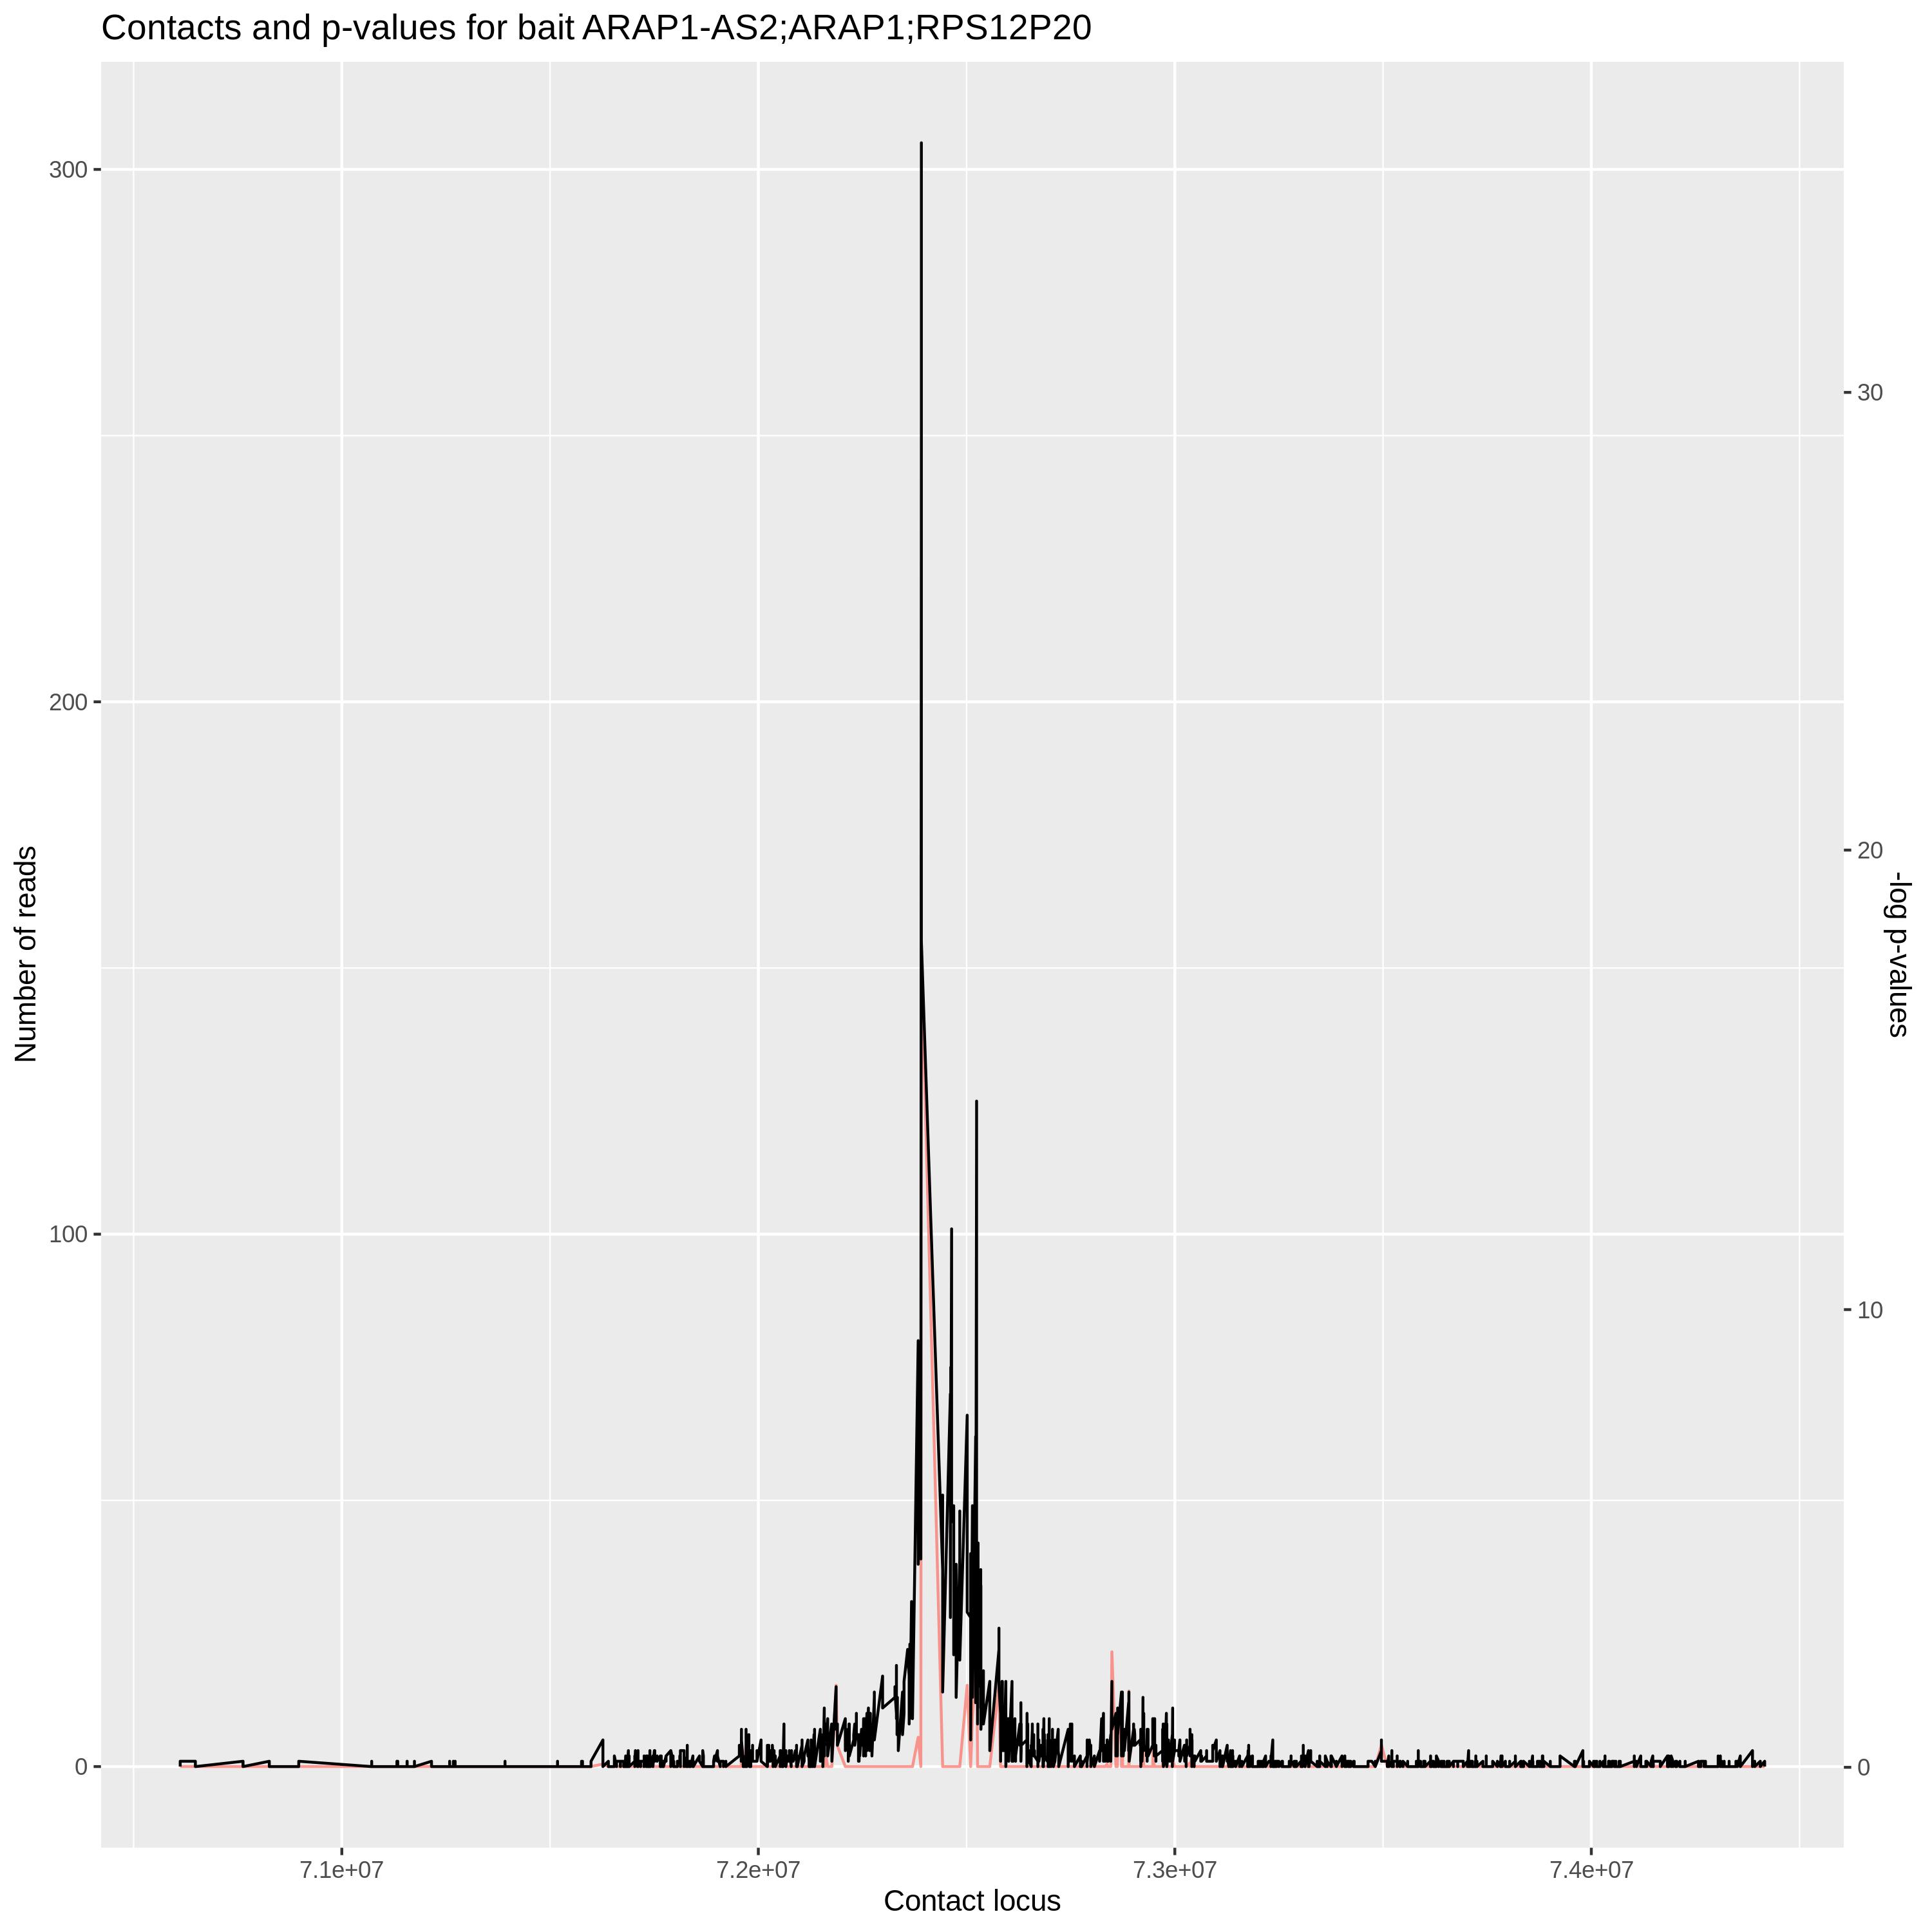 Contacts and p-values for bait ARAP1-AS2;ARAP1;RPS12P20
300
200
100
0
Number of reads
30
20
10
0
-log p-values
7.1e+07 7.2e+07 7.3e+07 7.4e+07
Contact locus